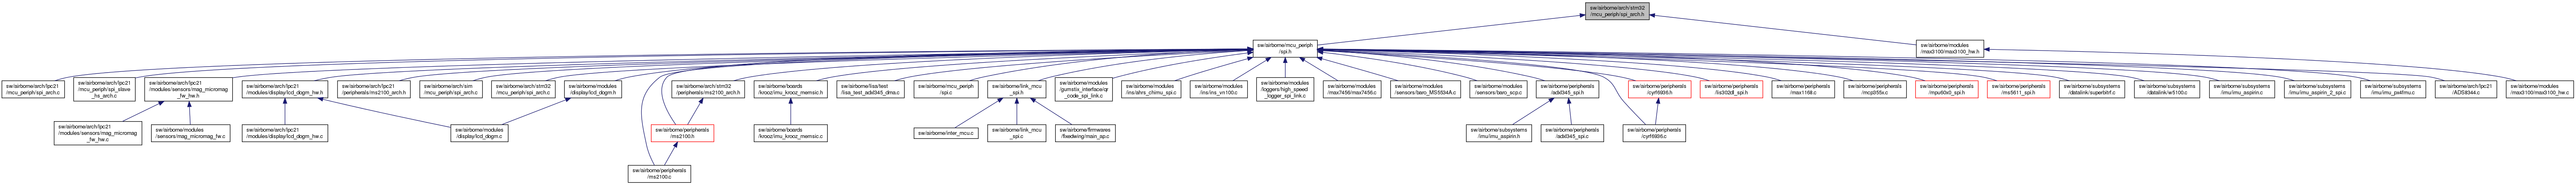 sw/airborne/arch/stm32
/mcu_periph/spi_arch.h
sw/airborne/mcu_periph
/spi.h
sw/airborne/modules
/max3100/max3100_hw.h
sw/airborne/arch/lpc21
/mcu_periph/spi_arch.c
sw/airborne/arch/lpc21
/mcu_periph/spi_slave
_hs_arch.c
sw/airborne/arch/lpc21
/modules/sensors/mag_micromag
_fw_hw.h
sw/airborne/arch/lpc21
/modules/display/lcd_dogm_hw.h
sw/airborne/arch/lpc21
/peripherals/ms2100_arch.h
sw/airborne/arch/sim
/mcu_periph/spi_arch.c
sw/airborne/arch/stm32
/mcu_periph/spi_arch.c
sw/airborne/modules
/display/lcd_dogm.h
sw/airborne/arch/stm32
/peripherals/ms2100_arch.h
sw/airborne/boards
/krooz/imu_krooz_memsic.h
sw/airborne/lisa/test
/lisa_test_adxl345_dma.c
sw/airborne/mcu_periph
/spi.c
sw/airborne/link_mcu
_spi.h
sw/airborne/modules
/gumstix_interface/qr
_code_spi_link.c
sw/airborne/modules
/ins/ahrs_chimu_spi.c
sw/airborne/modules
/ins/ins_vn100.c
sw/airborne/modules
/loggers/high_speed
_logger_spi_link.c
sw/airborne/modules
/max7456/max7456.c
sw/airborne/modules
/sensors/baro_MS5534A.c
sw/airborne/modules
/sensors/baro_scp.c
sw/airborne/peripherals
/adxl345_spi.h
sw/airborne/peripherals
/cyrf6936.h
sw/airborne/peripherals
/lis302dl_spi.h
sw/airborne/peripherals
/max1168.c
sw/airborne/peripherals
/mcp355x.c
sw/airborne/peripherals
/mpu60x0_spi.h
sw/airborne/peripherals
/ms5611_spi.h
sw/airborne/subsystems
/datalink/superbitrf.c
sw/airborne/subsystems
/datalink/w5100.c
sw/airborne/subsystems
/imu/imu_aspirin.c
sw/airborne/subsystems
/imu/imu_aspirin_2_spi.c
sw/airborne/subsystems
/imu/imu_px4fmu.c
sw/airborne/arch/lpc21
/ADS8344.c
sw/airborne/modules
/max3100/max3100_hw.c
sw/airborne/arch/lpc21
/modules/sensors/mag_micromag
_fw_hw.c
sw/airborne/modules
/sensors/mag_micromag_fw.c
sw/airborne/arch/lpc21
/modules/display/lcd_dogm_hw.c
sw/airborne/modules
/display/lcd_dogm.c
sw/airborne/peripherals
/ms2100.h
sw/airborne/boards
/krooz/imu_krooz_memsic.c
sw/airborne/inter_mcu.c
sw/airborne/link_mcu
_spi.c
sw/airborne/firmwares
/fixedwing/main_ap.c
sw/airborne/subsystems
/imu/imu_aspirin.h
sw/airborne/peripherals
/adxl345_spi.c
sw/airborne/peripherals
/cyrf6936.c
sw/airborne/peripherals
/ms2100.c